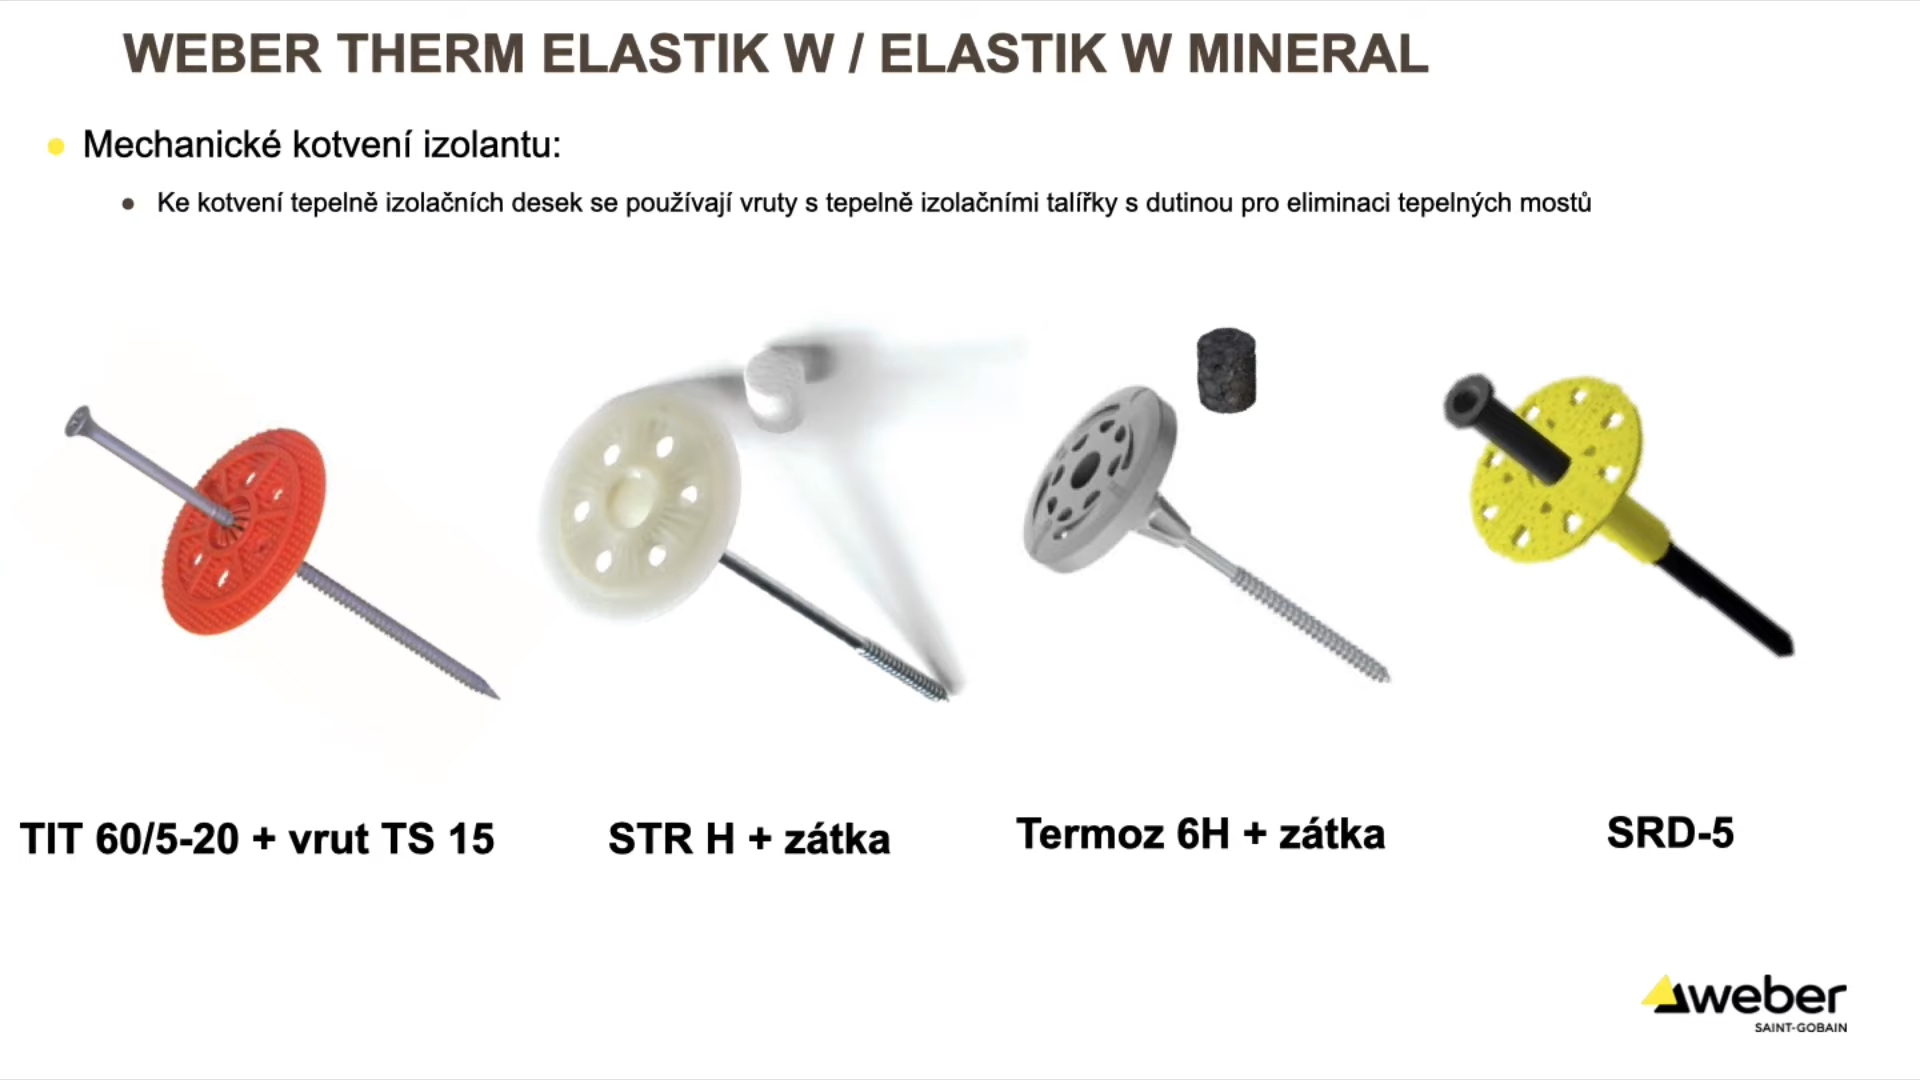 WEBER THERM ELASTIK W / ELASTIK W MINERAL
Mechanické kotvení izolantu:
Ke kotvení tepelně izolačních desek se používají vruty s tepelně izolačními talířky s dutinou pro eliminaci tepelných mostů
TIT 60/5-20 + vrut TS 15
STR H + zátka
Termoz 6H + zátka
SRD-5
weber
SAINT-GOBAIN